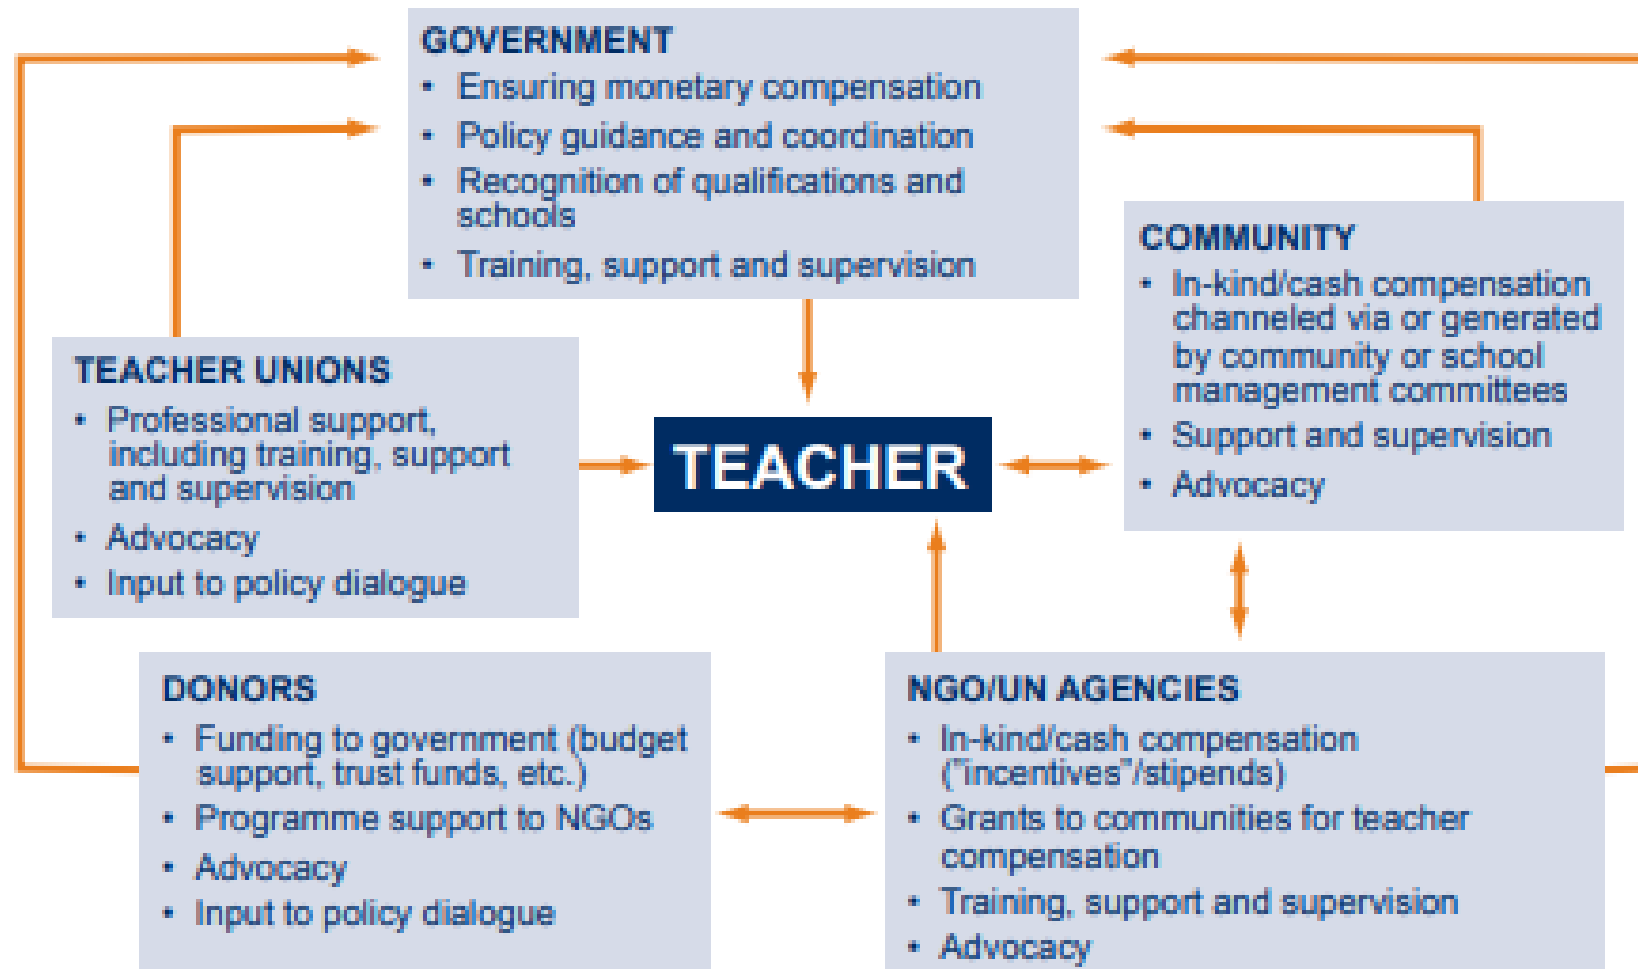 GOVERNMENT
• Ensuring monetary compensation
• Policy guidance and coordination
• Recognition of qualifications and
schools
• Training, support and supervision
COMMUNITY
• In-kind/cash compensation
channeled via or generated
by community or school
management committees
• Support and supervision
• Advocacy
TEACHER UNIONS
• Professional support,
including training, support
and supervision
• Advocacy
• Input to policy dialogue
TEACHER
DONORS
• Funding to government (budget
support, trust funds, etc.)
• Programme support to NGOs
• Advocacy
• Input to policy dialogue
NGO/UN AGENCIES
• In-kind/cash compensation
("incentives"/stipends)
• Grants to communities for teacher
compensation
• Training, support and supervision
• Advocacy